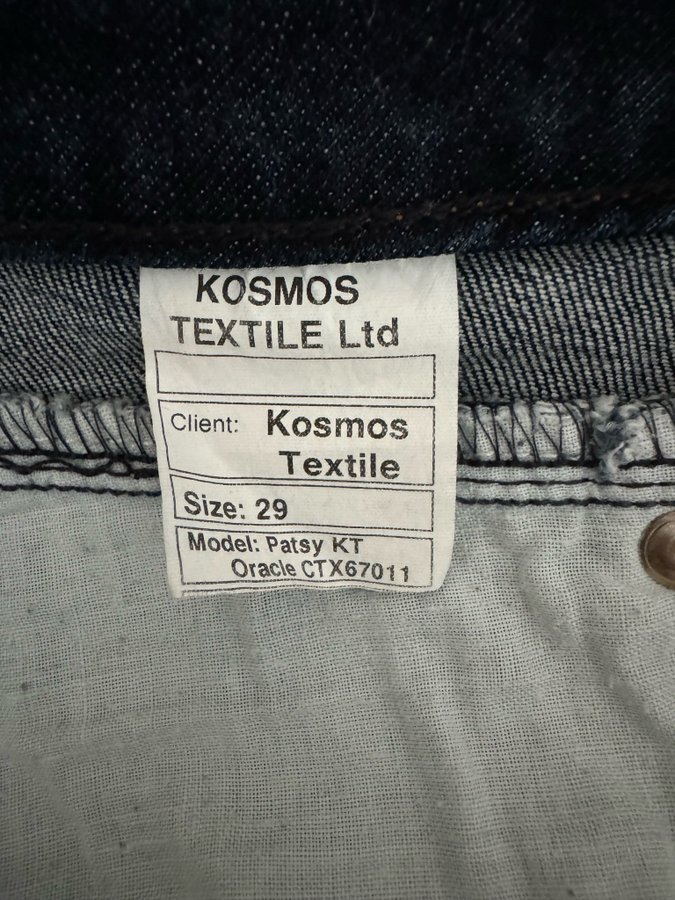 KOSMOS
TEXTILE Ltd
Client: Kosmos
Textile
Size: 29
Model: Patsy KT
Oracle CTX67011